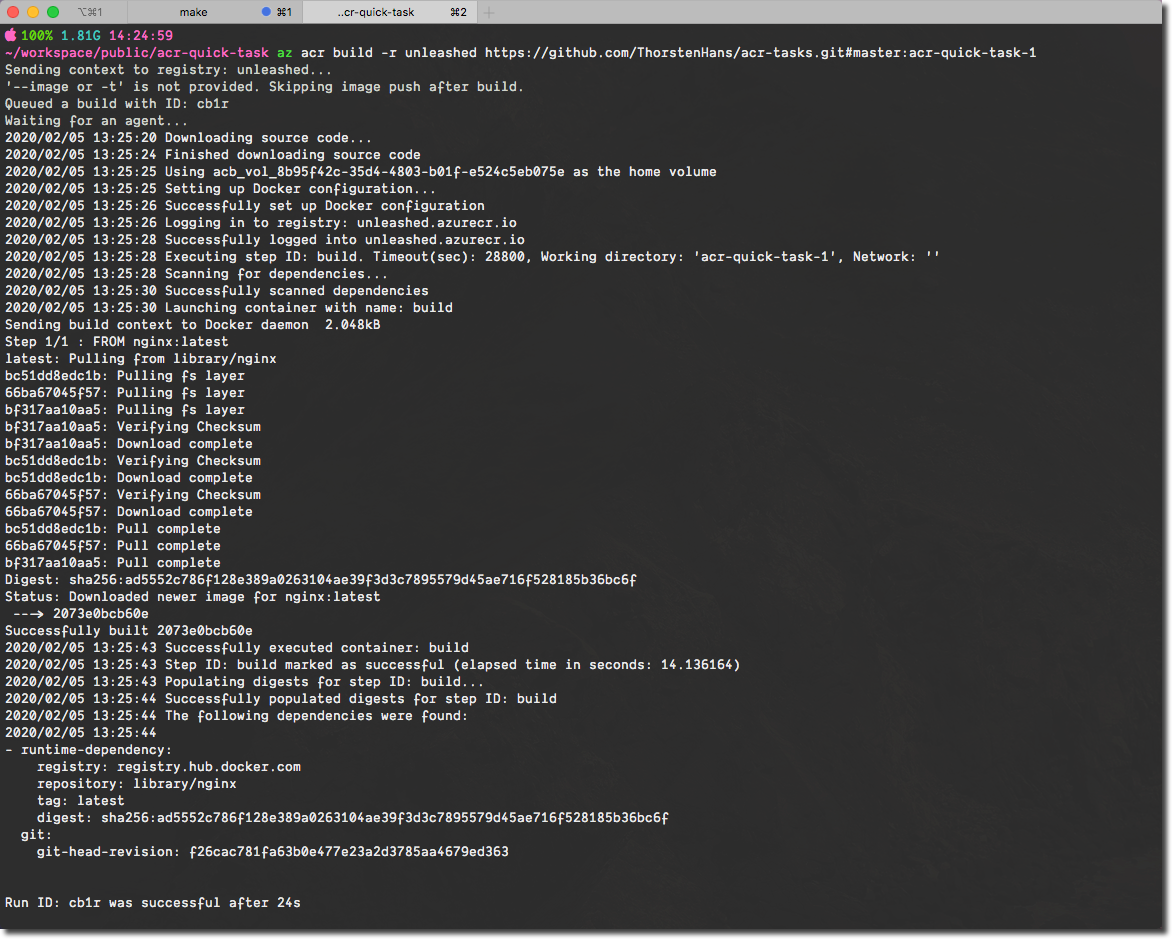 ⌥⌘1 make ⌘1 ..cr-quick-task ⌘2
100% 1.81G 14:24:59
~/workspace/public/acr-quick-task az acr build -r unleashed https://github.com/ThorstenHans/acr-tasks.git#master:acr-quick-task-1
Sending context to registry: unleashed...
'--image or -t' is not provided. Skipping image push after build.
Queued a build with ID: cb1r
Waiting for an agent...
2020/02/05 13:25:20 Downloading source code...
2020/02/05 13:25:24 Finished downloading source code
2020/02/05 13:25:25 Using acb_vol_8b95f42c-35d4-4803-b01f-e524c5eb075e as the home volume
2020/02/05 13:25:25 Setting up Docker configuration...
2020/02/05 13:25:26 Successfully set up Docker configuration
2020/02/05 13:25:26 Logging in to registry: unleashed.azurecr.io
2020/02/05 13:25:28 Successfully logged into unleashed.azurecr.io
2020/02/05 13:25:28 Executing step ID: build. Timeout(sec): 28800, Working directory: 'acr-quick-task-1', Network: ''
2020/02/05 13:25:28 Scanning for dependencies...
2020/02/05 13:25:30 Successfully scanned dependencies
2020/02/05 13:25:30 Launching container with name: build
Sending build context to Docker daemon  2.048kB
Step 1/1 : FROM nginx:latest
latest: Pulling from library/nginx
bc51dd8edc1b: Pulling fs layer
66ba67045f57: Pulling fs layer
bf317aa10aa5: Pulling fs layer
bf317aa10aa5: Verifying Checksum
bf317aa10aa5: Download complete
bc51dd8edc1b: Verifying Checksum
bc51dd8edc1b: Download complete
66ba67045f57: Verifying Checksum
66ba67045f57: Download complete
bc51dd8edc1b: Pull complete
66ba67045f57: Pull complete
bf317aa10aa5: Pull complete
Digest: sha256:ad5552c786f128e389a0263104ae39f3d3c7895579d45ae716f528185b36bc6f
Status: Downloaded newer image for nginx:latest
 ---> 2073e0bcb60e
Successfully built 2073e0bcb60e
2020/02/05 13:25:43 Successfully executed container: build
2020/02/05 13:25:43 Step ID: build marked as successful (elapsed time in seconds: 14.136164)
2020/02/05 13:25:43 Populating digests for step ID: build...
2020/02/05 13:25:44 Successfully populated digests for step ID: build
2020/02/05 13:25:44 The following dependencies were found:
2020/02/05 13:25:44
- runtime-dependency:
    registry: registry.hub.docker.com
    repository: library/nginx
    tag: latest
    digest: sha256:ad5552c786f128e389a0263104ae39f3d3c7895579d45ae716f528185b36bc6f
  git:
    git-head-revision: f26cac781fa63b0e477e23a2d3785aa4679ed363
Run ID: cb1r was successful after 24s